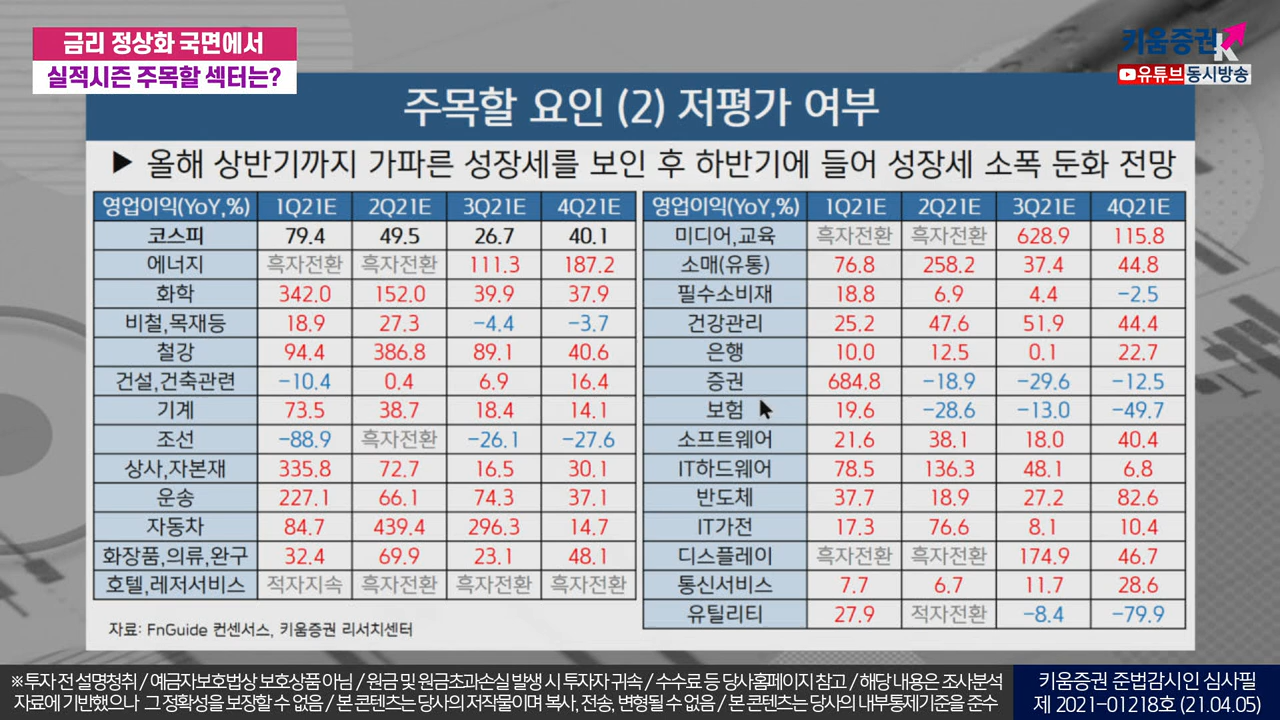 금리 정상화 국면에서
실적시즌 주목할 섹터는?
키움증권
유튜브 동시방송
주목할 요인 (2) 저평가 여부
▶ 올해 상반기까지 가파른 성장세를 보인 후 하반기에 들어 성장세 소폭 둔화 전망
영업이익(YoY,%) 1Q21E 2Q21E 3Q21E 4Q21E
코스피 79.4 49.5 26.7 40.1
에너지 흑자전환 흑자전환 111.3 187.2
화학 342.0 152.0 39.9 37.9
비철,목재등 18.9 27.3 -4.4 -3.7
철강 94.4 386.8 89.1 40.6
건설,건축관련 -10.4 0.4 6.9 16.4
기계 73.5 38.7 18.4 14.1
조선 -88.9 흑자전환 -26.1 -27.6
상사,자본재 335.8 72.7 16.5 30.1
운송 227.1 66.1 74.3 37.1
자동차 84.7 439.4 296.3 14.7
화장품,의류,완구 32.4 69.9 23.1 48.1
호텔,레저서비스 적자지속 흑자전환 흑자전환 흑자전환
영업이익(YoY,%) 1Q21E 2Q21E 3Q21E 4Q21E
미디어,교육 흑자전환 흑자전환 628.9 115.8
소매(유통) 76.8 258.2 37.4 44.8
필수소비재 18.8 6.9 4.4 -2.5
건강관리 25.2 47.6 51.9 44.4
은행 10.0 12.5 0.1 22.7
증권 684.8 -18.9 -29.6 -12.5
보험 19.6 -28.6 -13.0 -49.7
소프트웨어 21.6 38.1 18.0 40.4
IT하드웨어 78.5 136.3 48.1 6.8
반도체 37.7 18.9 27.2 82.6
IT가전 17.3 76.6 8.1 10.4
디스플레이 흑자전환 흑자전환 174.9 46.7
통신서비스 7.7 6.7 11.7 28.6
유틸리티 27.9 적자전환 -8.4 -79.9
자료: FnGuide 컨센서스, 키움증권 리서치센터
※ 투자 전 설명청취 / 예금자보호법상 보호상품 아님 / 원금 및 원금초과손실 발생 시 투자자 귀속 / 수수료 등 당사홈페이지 참고 / 해당 내용은 조사분석
자료에 기반했으나 그 정확성을 보장할 수 없음 / 본 콘텐츠는 당사의 저작물이며 복사, 전송, 변형될 수 없음 / 본 콘텐츠는 당사의 내부통제기준을 준수
키움증권 준법감시인 심사필
제 2021-01218호 (21.04.05)